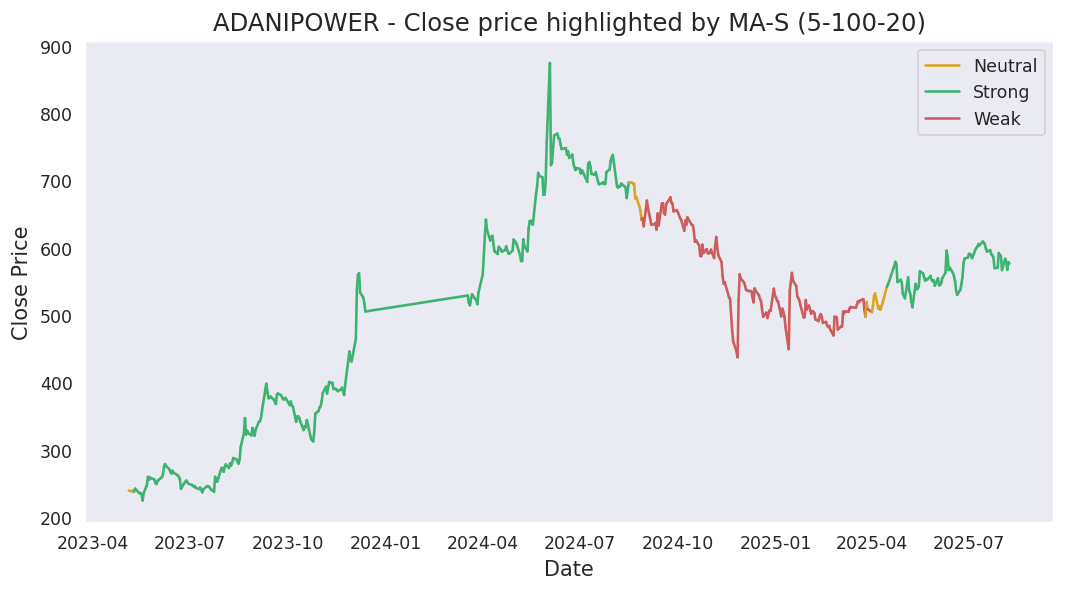 ADANIPOWER - Close price highlighted by MA-S (5-100-20)
900
800
700
600
500
400
300
200
Close Price
Neutral
Strong
Weak
2023-04 2023-07 2023-10 2024-01 2024-04 2024-07 2024-10 2025-01 2025-04 2025-07
Date